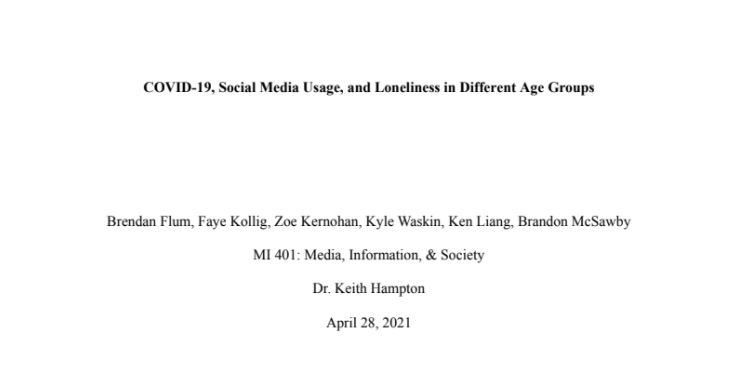 COVID-19, Social Media Usage, and Loneliness in Different Age Groups
Brendan Flum, Faye Kollig, Zoe Kernohan, Kyle Waskin, Ken Liang, Brandon McSawby
MI 401: Media, Information, & Society
Dr. Keith Hampton
April 28, 2021